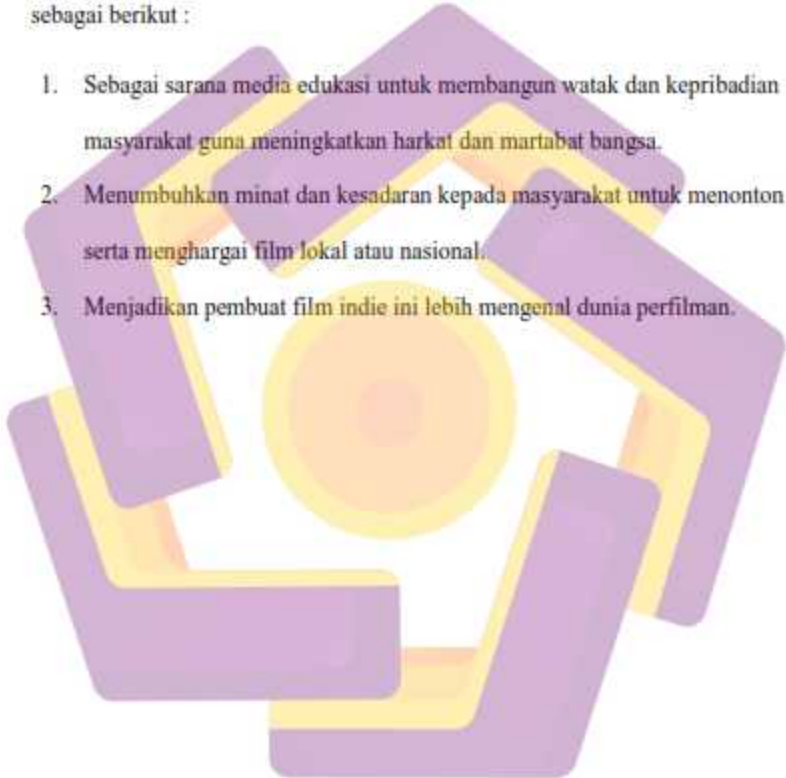 sebagai berikut :
1. Sebagai sarana media edukasi untuk membangun watak dan kepribadian
masyarakat guna meningkatkan harkat dan martabat bangsa.
2. Menumbuhkan minat dan kesadaran kepada masyarakat untuk menonton
serta menghargai film lokal atau nasional.
3. Menjadikan pembuat film indie ini lebih mengenal dunia perfilman.